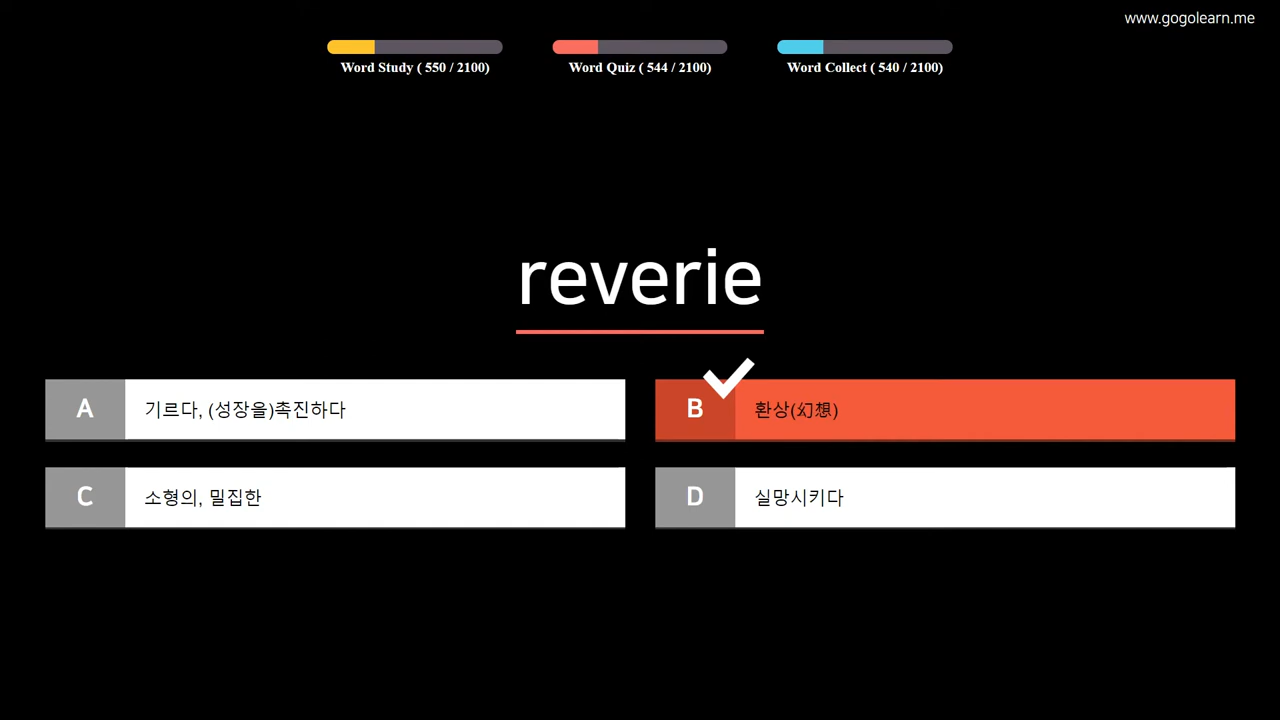 www.gogolearn.me
Word Study ( 550 / 2100)
Word Quiz ( 544 / 2100)
Word Collect ( 540 / 2100)
reverie
A 기르다, (성장을)촉진하다
B 환상(幻想)
C 소형의, 밀집한
D 실망시키다